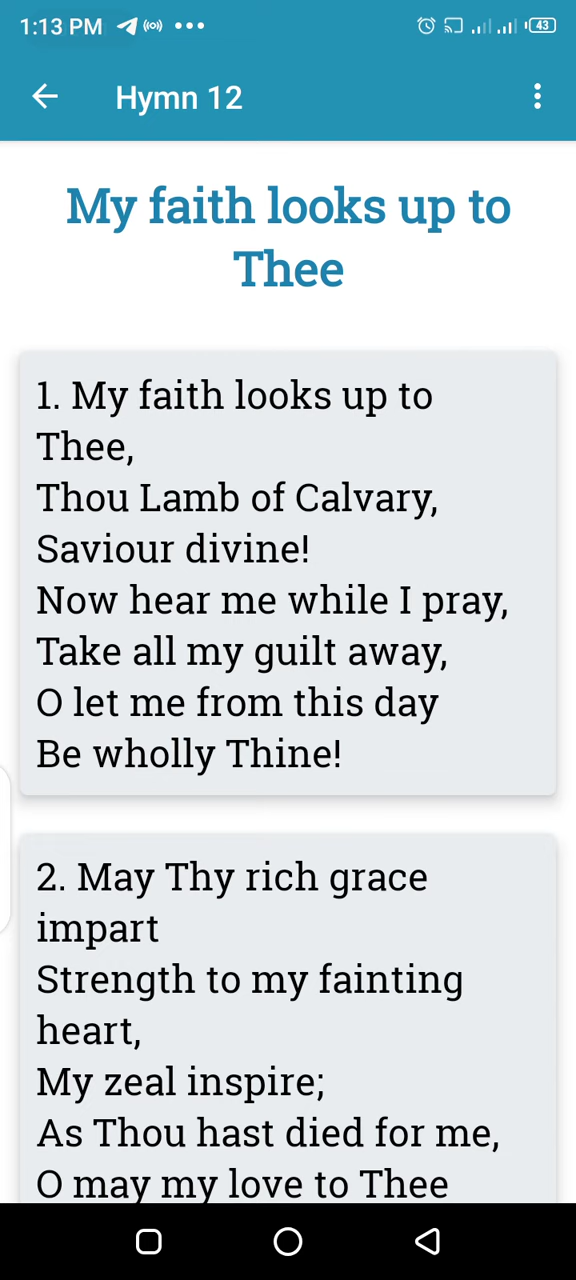 1:13 PM
43
Hymn 12
My faith looks up to
Thee
1. My faith looks up to
Thee,
Thou Lamb of Calvary,
Saviour divine!
Now hear me while I pray,
Take all my guilt away,
O let me from this day
Be wholly Thine!
2. May Thy rich grace
impart
Strength to my fainting
heart,
My zeal inspire;
As Thou hast died for me,
O may my love to Thee